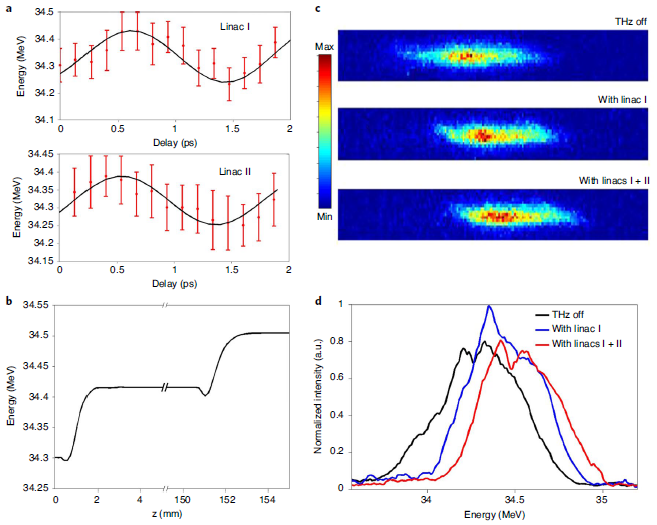 a
Linac I
Energy (MeV)
34.5
34.4
34.3
34.2
34.1
0
0.5
1.0
1.5
2
Delay (ps)
Linac II
Energy (MeV)
34.45
34.4
34.35
34.3
34.25
34.2
34.15
0
0.5
1.0
1.5
2
Delay (ps)
b
Energy (MeV)
34.55
34.5
34.45
34.4
34.35
34.3
34.25
0
2
4
150
152
154
z (mm)
c
THz off
Max
With linac I
With linacs I + II
Min
d
THz off
With linac I
With linacs I + II
Normalized intensity (a.u.)
1
0.8
0.6
0.4
0.2
0
34
34.5
35
Energy (MeV)